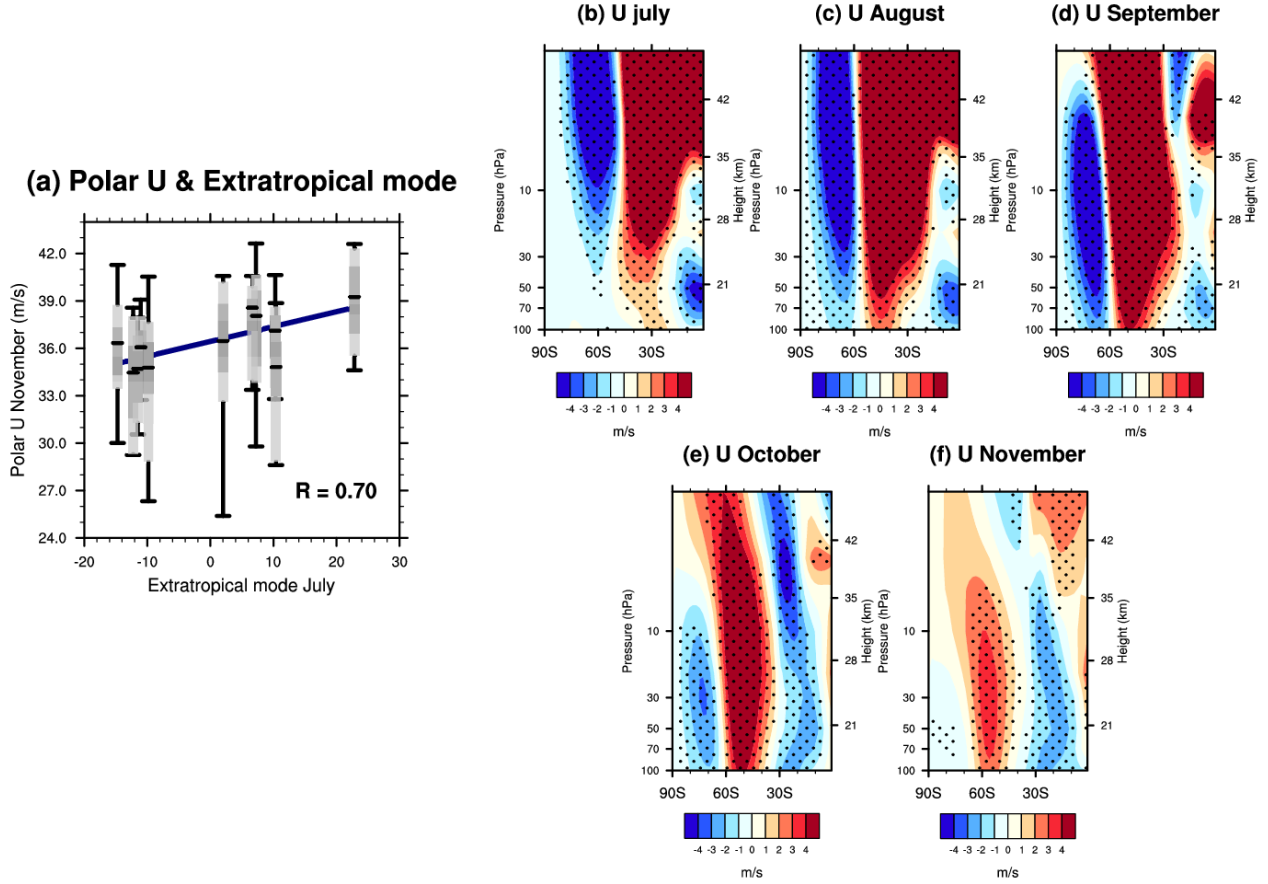 (a) Polar U & Extratropical mode
Polar U November (m/s)
42.0
39.0
36.0
33.0
30.0
27.0
24.0
R = 0.70
-20 -10 0 10 20 30
Extratropical mode July
(b) U july
Pressure (hPa)
10
30
50
70
100
42
35
28
21
Height (km)
90S 60S 30S
-4 -3 -2 -1 0 1 2 3 4
m/s
(c) U August
Pressure (hPa)
10
30
50
70
100
42
35
28
21
Height (km)
90S 60S 30S
-4 -3 -2 -1 0 1 2 3 4
m/s
(d) U September
Pressure (hPa)
10
30
50
70
100
42
35
28
21
Height (km)
90S 60S 30S
-4 -3 -2 -1 0 1 2 3 4
m/s
(e) U October
Pressure (hPa)
10
30
50
70
100
42
35
28
21
Height (km)
90S 60S 30S
-4 -3 -2 -1 0 1 2 3 4
m/s
(f) U November
Pressure (hPa)
10
30
50
70
100
42
35
28
21
Height (km)
90S 60S 30S
-4 -3 -2 -1 0 1 2 3 4
m/s